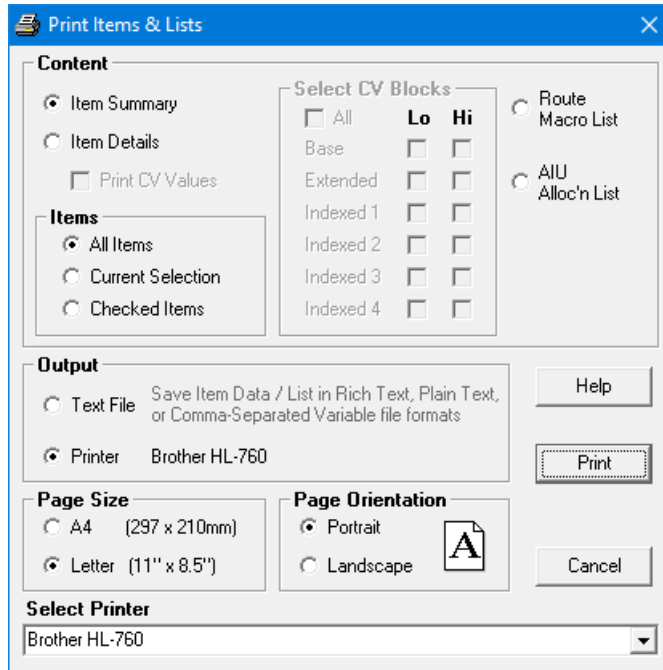 Print Items & Lists
Content
Item Summary
Item Details
Print CV Values
Items
All Items
Current Selection
Checked Items
Select CV Blocks
All Lo Hi
Base
Extended
Indexed 1
Indexed 2
Indexed 3
Indexed 4
Route
Macro List
AIU
Alloc'n List
Output
Text File
Save Item Data / List in Rich Text, Plain Text,
or Comma-Separated Variable file formats
Printer Brother HL-760
Help
Print
Page Size
A4 (297 x 210mm)
Letter (11" x 8.5")
Page Orientation
Portrait
Landscape
A
Cancel
Select Printer
Brother HL-760